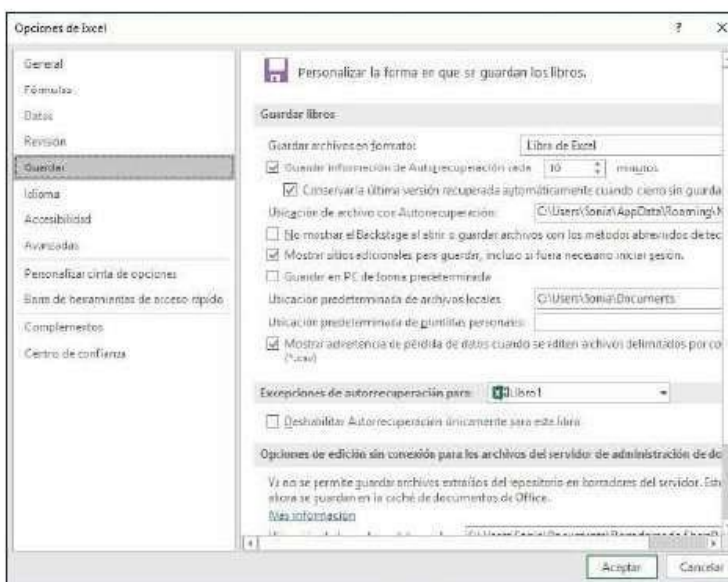 Opciones de Excel
?
X
General
Fórmulas
Datos
Revisión
Guardar
Idioma
Accesibilidad
Avanzadas
Personalizar cinta de opciones
Barra de herramientas de acceso rápido
Complementos
Centro de confianza
Personalizar la forma en que se guardan los libros.
Guardar libros
Guardar archivos en formato: Libro de Excel
Guardar información de Autorrecuperación cada 10 minutos
Conservar la última versión recuperada automáticamente cuando cierro sin guarda
Ubicación de archivo con Autorrecuperación: C:\Users\Sonia\AppData\Roaming\M
No mostrar el Backstage al abrir o guardar archivos con los métodos abreviados de tec
Mostrar sitios adicionales para guardar, incluso si fuera necesario iniciar sesión.
Guardar en PC de forma predeterminada
Ubicación predeterminada de archivos locales: C:\Users\Sonia\Documents
Ubicación predeterminada de plantillas personales:
Mostrar advertencia de pérdida de datos cuando se editen archivos delimitados por co
(*.csv)
Excepciones de autorrecuperación para: Libro1
Deshabilitar Autorrecuperación únicamente para este libro
Opciones de edición sin conexión para los archivos del servidor de administración de do
Ya no se permite guardar archivos extraídos del repositorio en borradores del servidor. Este
ahora se guardan en la caché de documentos de Office.
Más información
Aceptar
Cancelar